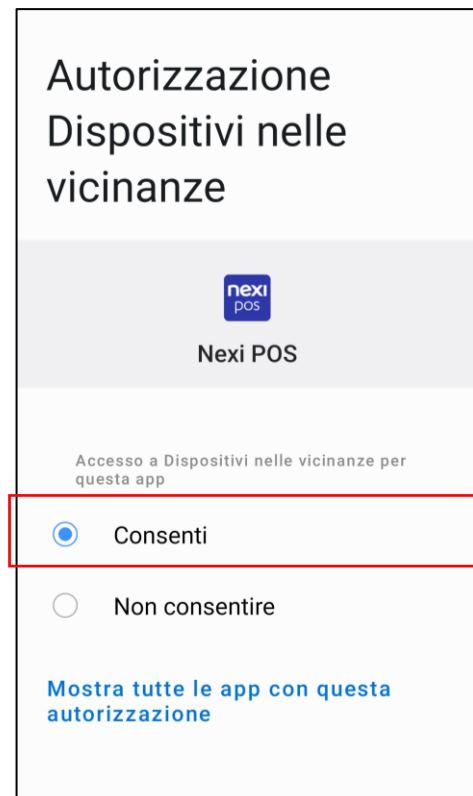 Autorizzazione
Dispositivi nelle
vicinanze
nexi
pos
Nexi POS
Accesso a Dispositivi nelle vicinanze per
questa app
Consenti
Non consentire
Mostra tutte le app con questa
autorizzazione